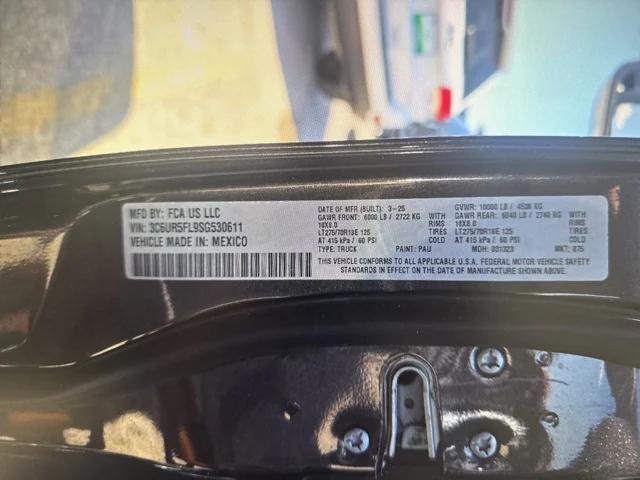 MFD BY: FCA US LLC
VIN: 3C6UR5FL9SG530611
VEHICLE MADE IN: MEXICO
DATE OF MFR (BUILT): 3-25 GVWR: 10000 LB / 4536 KG
GAWR FRONT: 6000 LB / 2722 KG WITH GAWR REAR: 6040 LB / 2740 KG WITH
18X8.0 RIMS 18X8.0 RIMS
LT275/70R18E 125 TIRES LT275/70R18E 125 TIRES
AT 415 kPa / 60 PSI AT 415 kPa / 60 PSI
TYPE: TRUCK PAINT: PAU MDH: 031323 MKT: 875
THIS VEHICLE CONFORMS TO ALL APPLICABLE U.S.A. FEDERAL MOTOR VEHICLE SAFETY
STANDARDS IN EFFECT ON THE DATE OF MANUFACTURE SHOWN ABOVE.